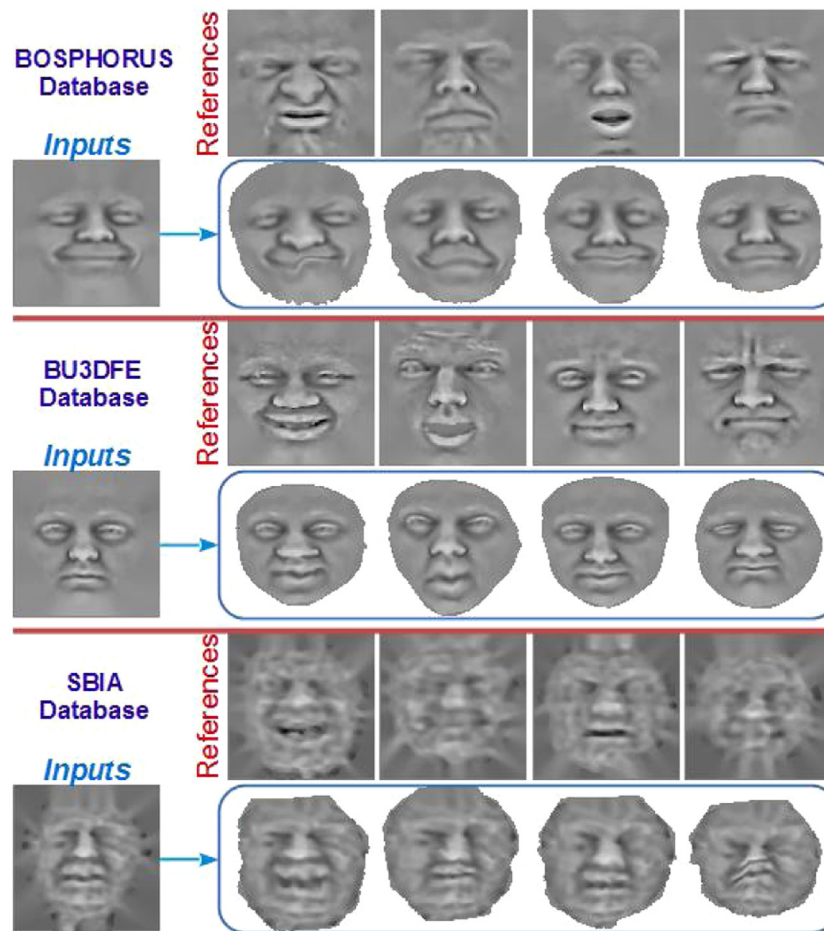 BOSPHORUS
Database
Inputs
References
BU3DFE
Database
Inputs
References
SBIA
Database
Inputs
References